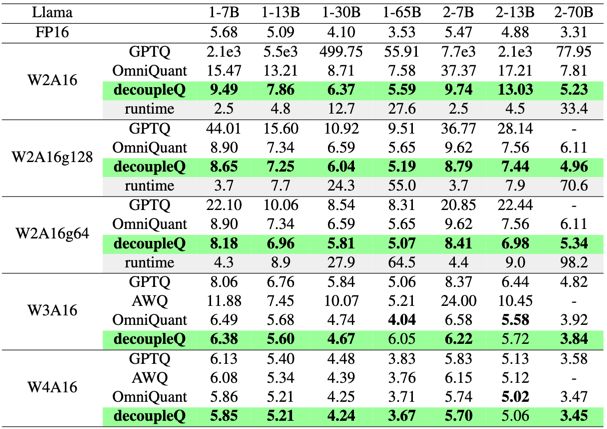 Llama 1-7B 1-13B 1-30B 1-65B 2-7B 2-13B 2-70B
FP16 5.68 5.09 4.10 3.53 5.47 4.88 3.31
W2A16
GPTQ 2.1e3 5.5e3 499.75 55.91 7.7e3 2.1e3 77.95
OmniQuant 15.47 13.21 8.71 7.58 37.37 17.21 7.81
decoupleQ 9.49 7.86 6.37 5.59 9.74 13.03 5.23
runtime 2.5 4.8 12.7 27.6 2.5 4.5 33.4
W2A16g128
GPTQ 44.01 15.60 10.92 9.51 36.77 28.14 -
OmniQuant 8.90 7.34 6.59 5.65 9.62 7.56 6.11
decoupleQ 8.65 7.25 6.04 5.19 8.79 7.44 4.96
runtime 3.7 7.7 24.3 55.0 3.7 7.9 70.6
W2A16g64
GPTQ 22.10 10.06 8.54 8.31 20.85 22.44 -
OmniQuant 8.90 7.34 6.59 5.65 9.62 7.56 6.11
decoupleQ 8.18 6.96 5.81 5.07 8.41 6.98 5.34
runtime 4.3 8.9 27.9 64.5 4.4 9.0 98.2
W3A16
GPTQ 8.06 6.76 5.84 5.06 8.37 6.44 4.82
AWQ 11.88 7.45 10.07 5.21 24.00 10.45 -
OmniQuant 6.49 5.68 4.74 4.04 6.58 5.58 3.92
decoupleQ 6.38 5.60 4.67 6.05 6.22 5.72 3.84
W4A16
GPTQ 6.13 5.40 4.48 3.83 5.83 5.13 3.58
AWQ 6.08 5.34 4.39 3.76 6.15 5.12 -
OmniQuant 5.86 5.21 4.25 3.71 5.74 5.02 3.47
decoupleQ 5.85 5.21 4.24 3.67 5.70 5.06 3.45